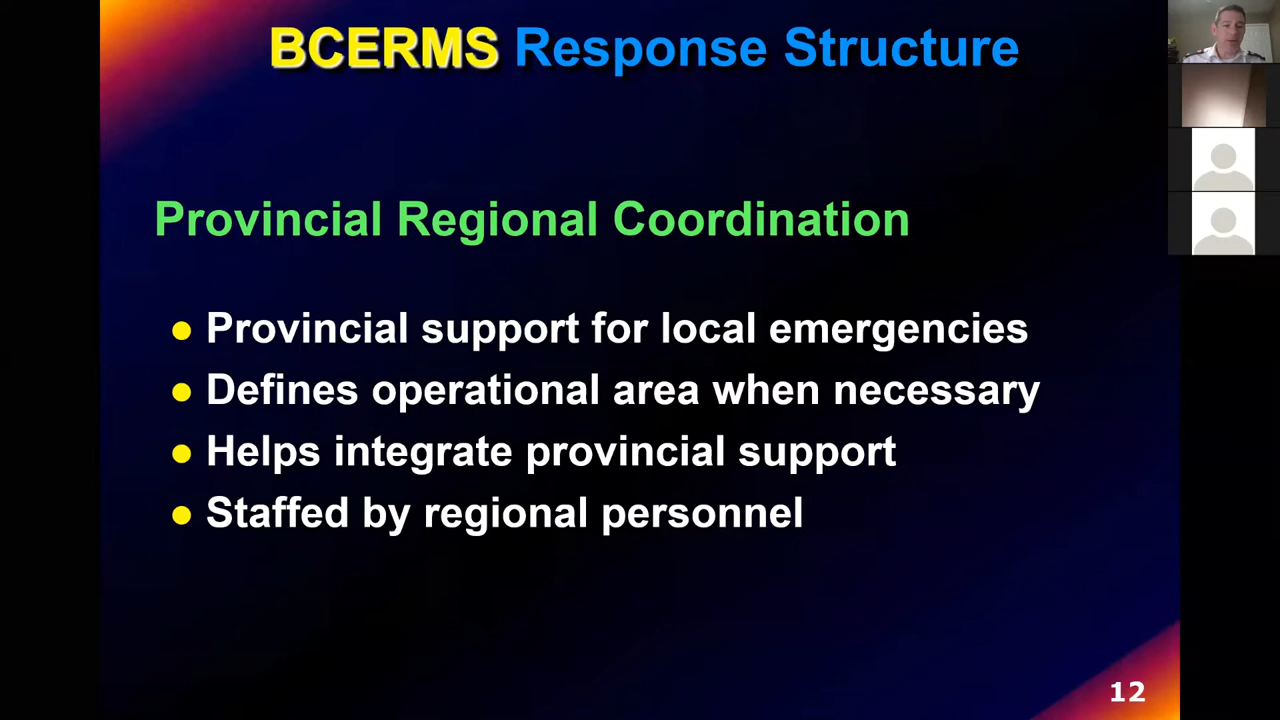 BCERMS Response Structure
Provincial Regional Coordination
● Provincial support for local emergencies
● Defines operational area when necessary
● Helps integrate provincial support
● Staffed by regional personnel
12